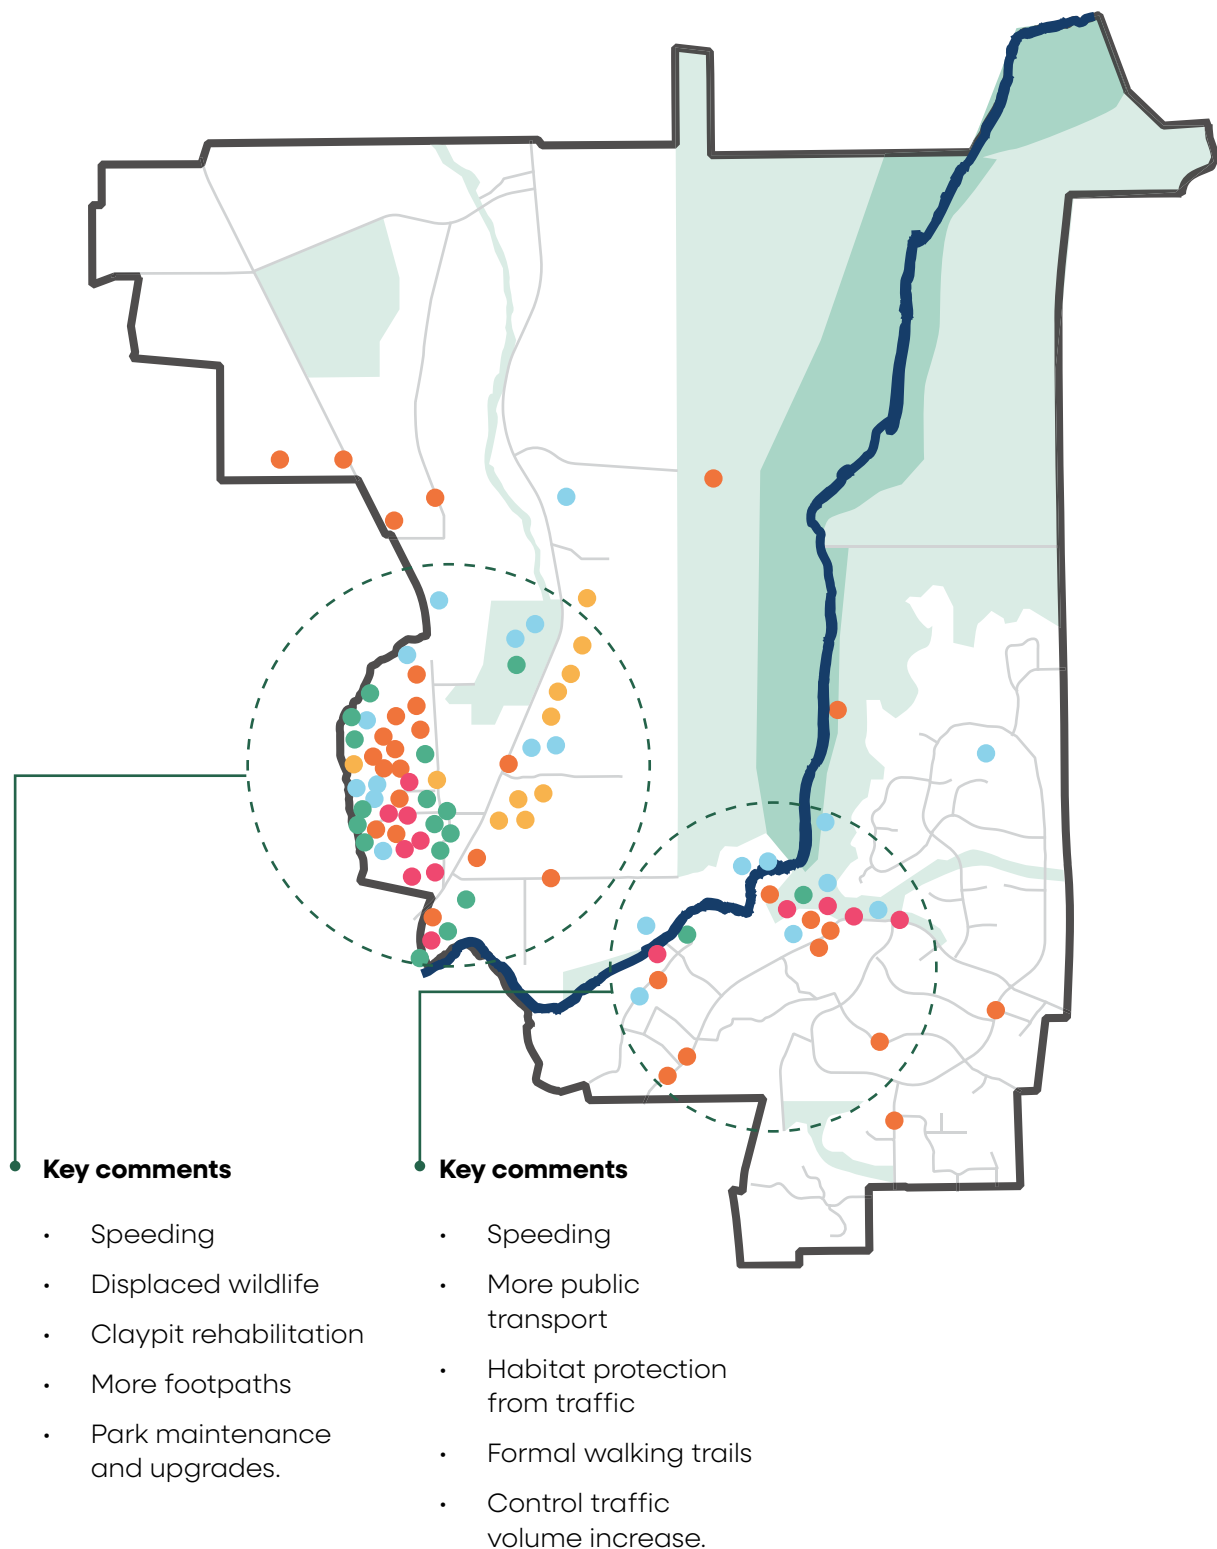 Key comments
• Speeding
• Displaced wildlife
• Claypit rehabilitation
• More footpaths
• Park maintenance
and upgrades.
Key comments
• Speeding
• More public
transport
• Habitat protection
from traffic
• Formal walking trails
• Control traffic
volume increase.